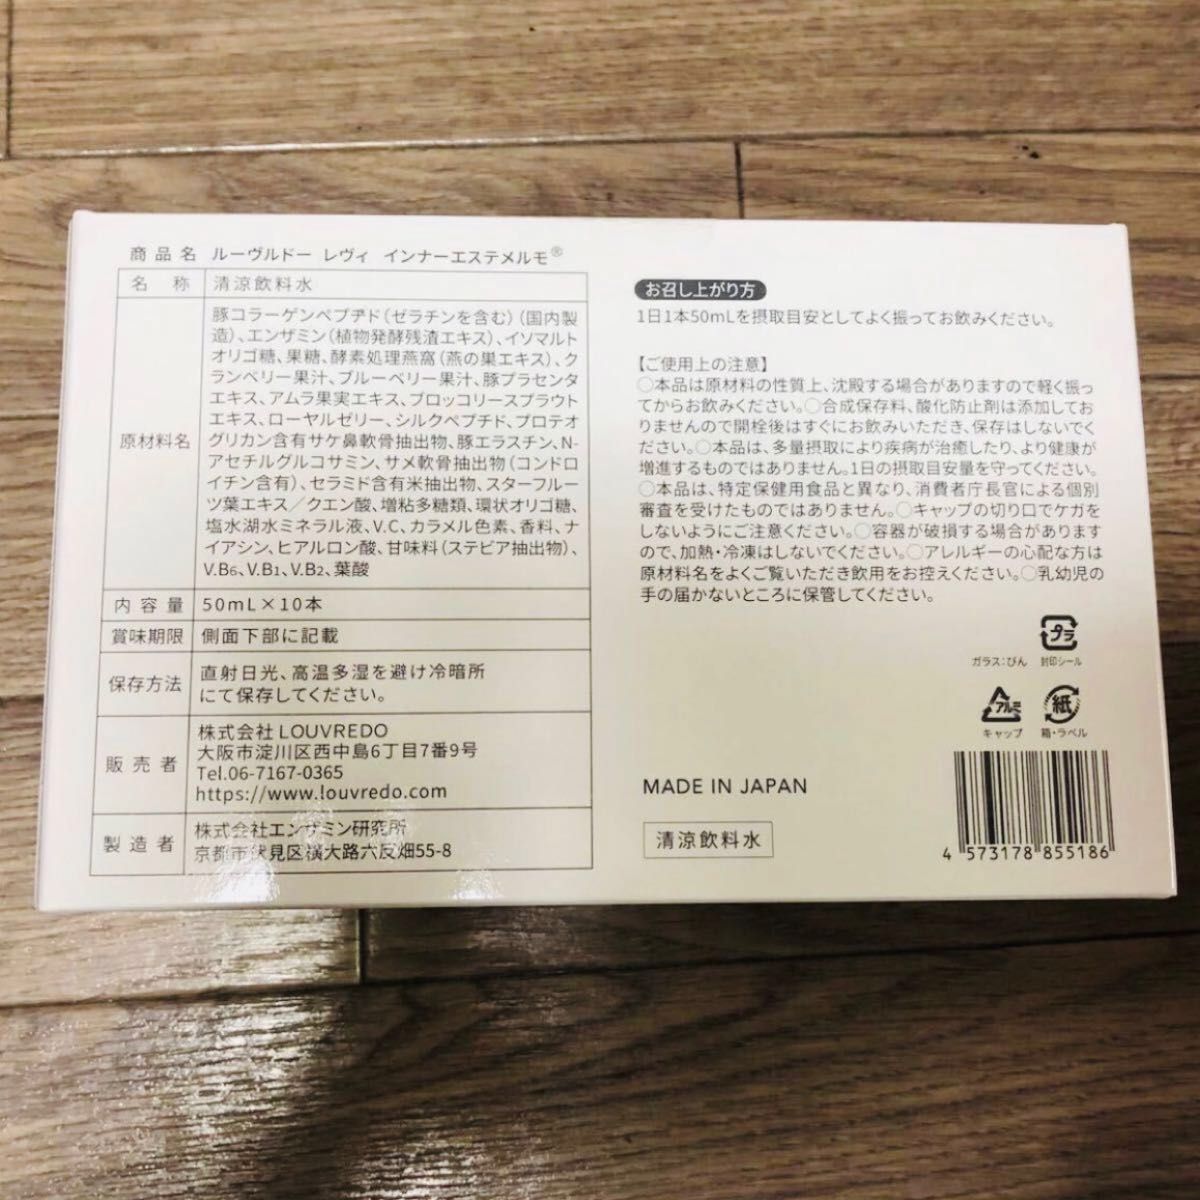 商品名 ルーヴルドー レヴィ インナーエステメルモ®
名称 清涼飲料水
原材料名
豚コラーゲンペプチド(ゼラチンを含む)(国内製
造)、エンザミン(植物発酵残渣エキス)、イソマルト
オリゴ糖、果糖、酵素処理燕窩(燕の巣エキス)、ク
ランベリー果汁、ブルーベリー果汁、豚プラセンタ
エキス、アムラ果実エキス、ブロッコリースプラウト
エキス、ローヤルゼリー、シルクペプチド、プロテオ
グリカン含有サケ鼻軟骨抽出物、豚エラスチン、N-
アセチルグルコサミン、サメ軟骨抽出物(コンドロ
イチン含有)、セラミド含有米抽出物、スターフルー
ツ葉エキス/クエン酸、増粘多糖類、環状オリゴ糖、
塩水湖水ミネラル液、V.C、カラメル色素、香料、ナ
イアシン、ヒアルロン酸、甘味料(ステビア抽出物)、
V.B6、V.B1、V.B2、葉酸
内容量 50mL×10本
賞味期限 側面下部に記載
保存方法 直射日光、高温多湿を避け冷暗所
にて保存してください。
販売者
株式会社 LOUVREDO
大阪市淀川区西中島6丁目7番9号
Tel.06-7167-0365
https://www.louvredo.com
製造者
株式会社エンザミン研究所
京都市伏見区横大路六反畑55-8
お召し上がり方
1日1本50mLを摂取目安としてよく振ってお飲みください。
【ご使用上の注意】
○本品は原材料の性質上、沈殿する場合がありますので軽く振っ
てからお飲みください。○合成保存料、酸化防止剤は添加してお
りませんので開栓後はすぐにお飲みいただき、保存はしないでく
ださい。○本品は、多量摂取により疾病が治癒したり、より健康が
増進するものではありません。1日の摂取目安量を守ってください。
○本品は、特定保健用食品と異なり、消費者庁長官による個別
審査を受けたものではありません。○キャップの切り口でケガを
しないようにご注意ください。○容器が破損する場合があります
ので、加熱・冷凍はしないでください。○アレルギーの心配な方は
原材料名をよくご覧いただき飲用をお控えください。○乳幼児の
手の届かないところに保管してください。
プラ
ガラス:びん 封印シール
アルミ 紙
キャップ 箱・ラベル
MADE IN JAPAN
清涼飲料水
4 573178 855186